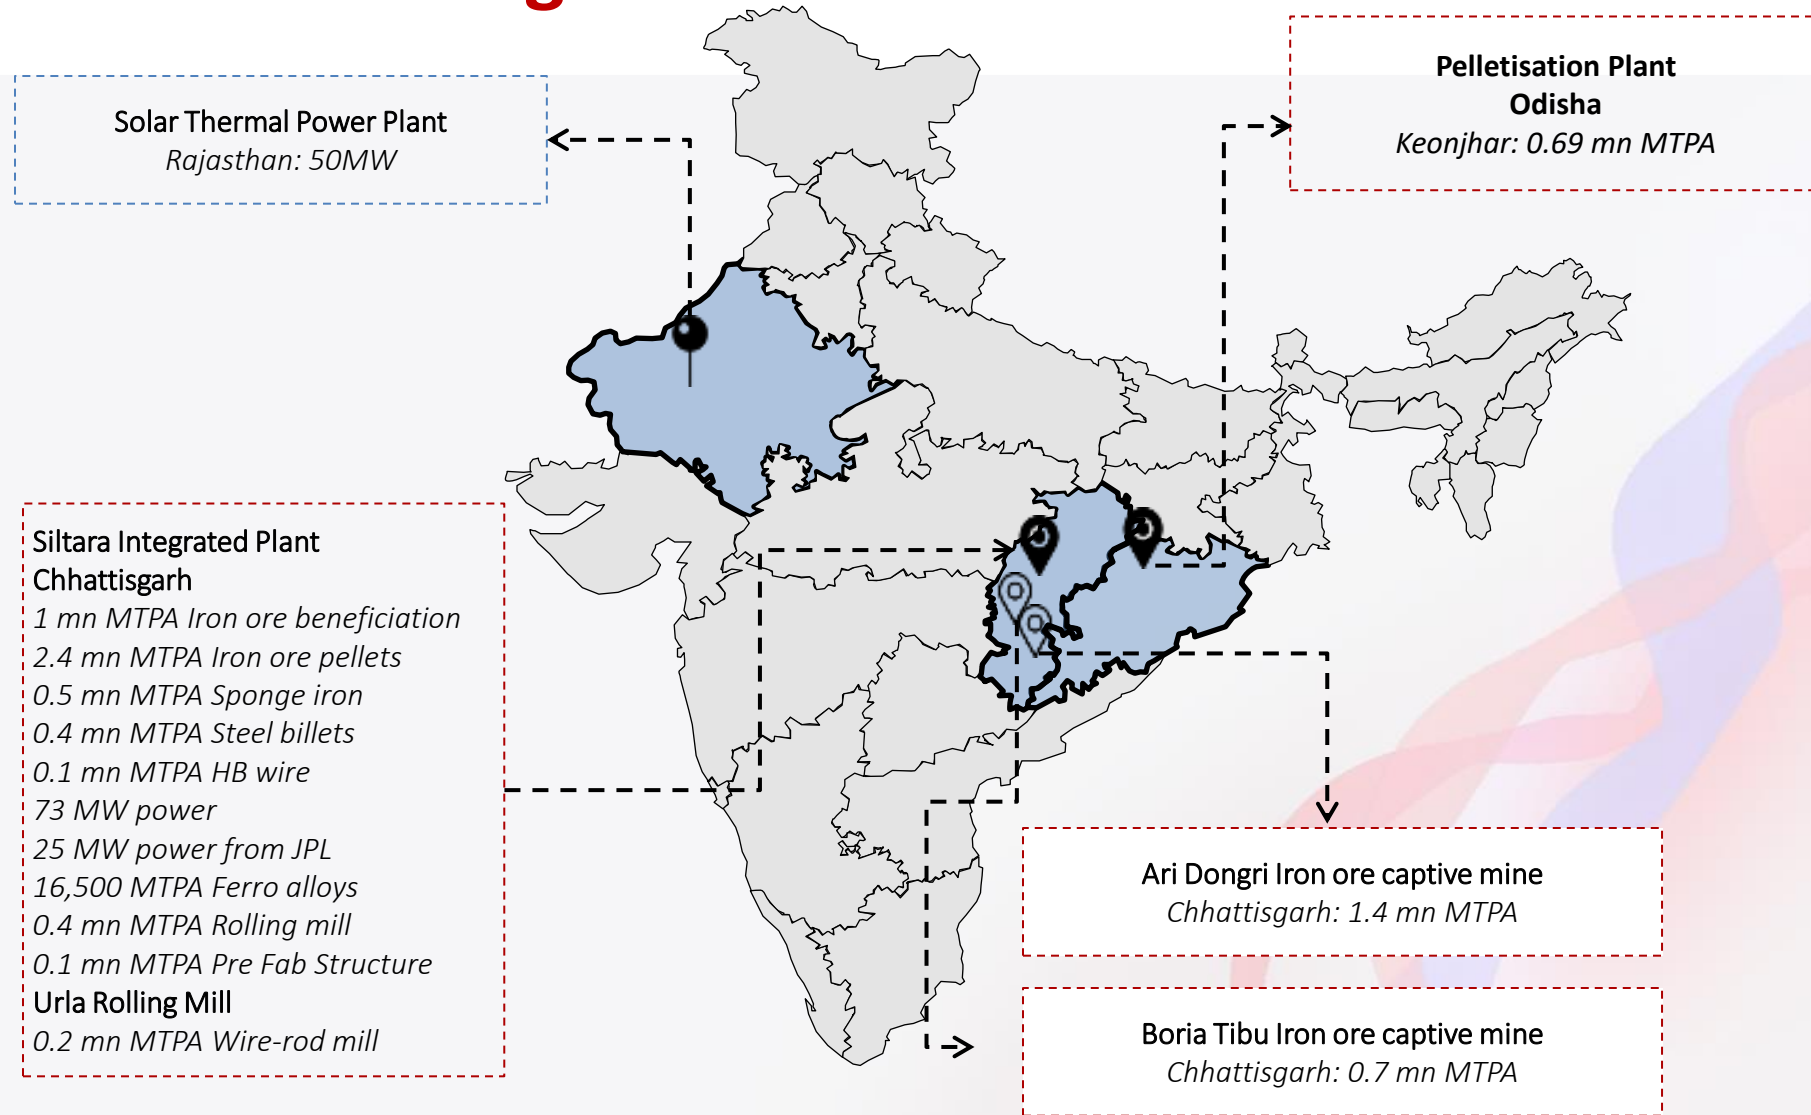 Solar Thermal Power Plant
Rajasthan: 50MW
Pelletisation Plant
Odisha
Keonjhar: 0.69 mn MTPA
Siltara Integrated Plant
Chhattisgarh
1 mn MTPA Iron ore beneficiation
2.4 mn MTPA Iron ore pellets
0.5 mn MTPA Sponge iron
0.4 mn MTPA Steel billets
0.1 mn MTPA HB wire
73 MW power
25 MW power from JPL
16,500 MTPA Ferro alloys
0.4 mn MTPA Rolling mill
0.1 mn MTPA Pre Fab Structure
Urla Rolling Mill
0.2 mn MTPA Wire-rod mill
Ari Dongri Iron ore captive mine
Chhattisgarh: 1.4 mn MTPA
Boria Tibu Iron ore captive mine
Chhattisgarh: 0.7 mn MTPA